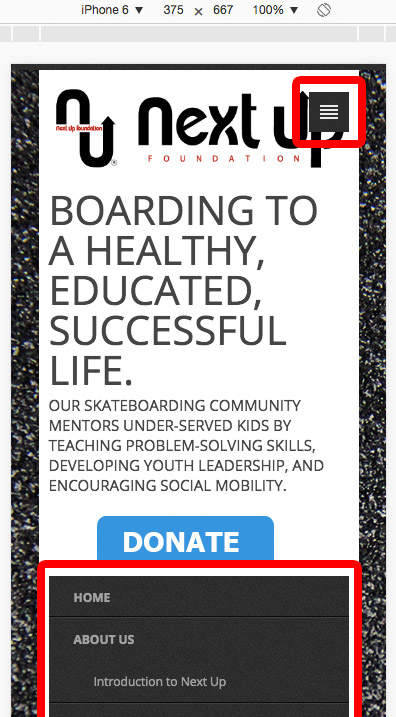 iPhone 6 ▼ 375 × 667 100% ▼
Next Up Foundation
®
Next Up
FOUNDATION
BOARDING TO
A HEALTHY,
EDUCATED,
SUCCESSFUL
LIFE.
OUR SKATEBOARDING COMMUNITY
MENTORS UNDER-SERVED KIDS BY
TEACHING PROBLEM-SOLVING SKILLS,
DEVELOPING YOUTH LEADERSHIP, AND
ENCOURAGING SOCIAL MOBILITY.
DONATE
HOME
ABOUT US
Introduction to Next Up